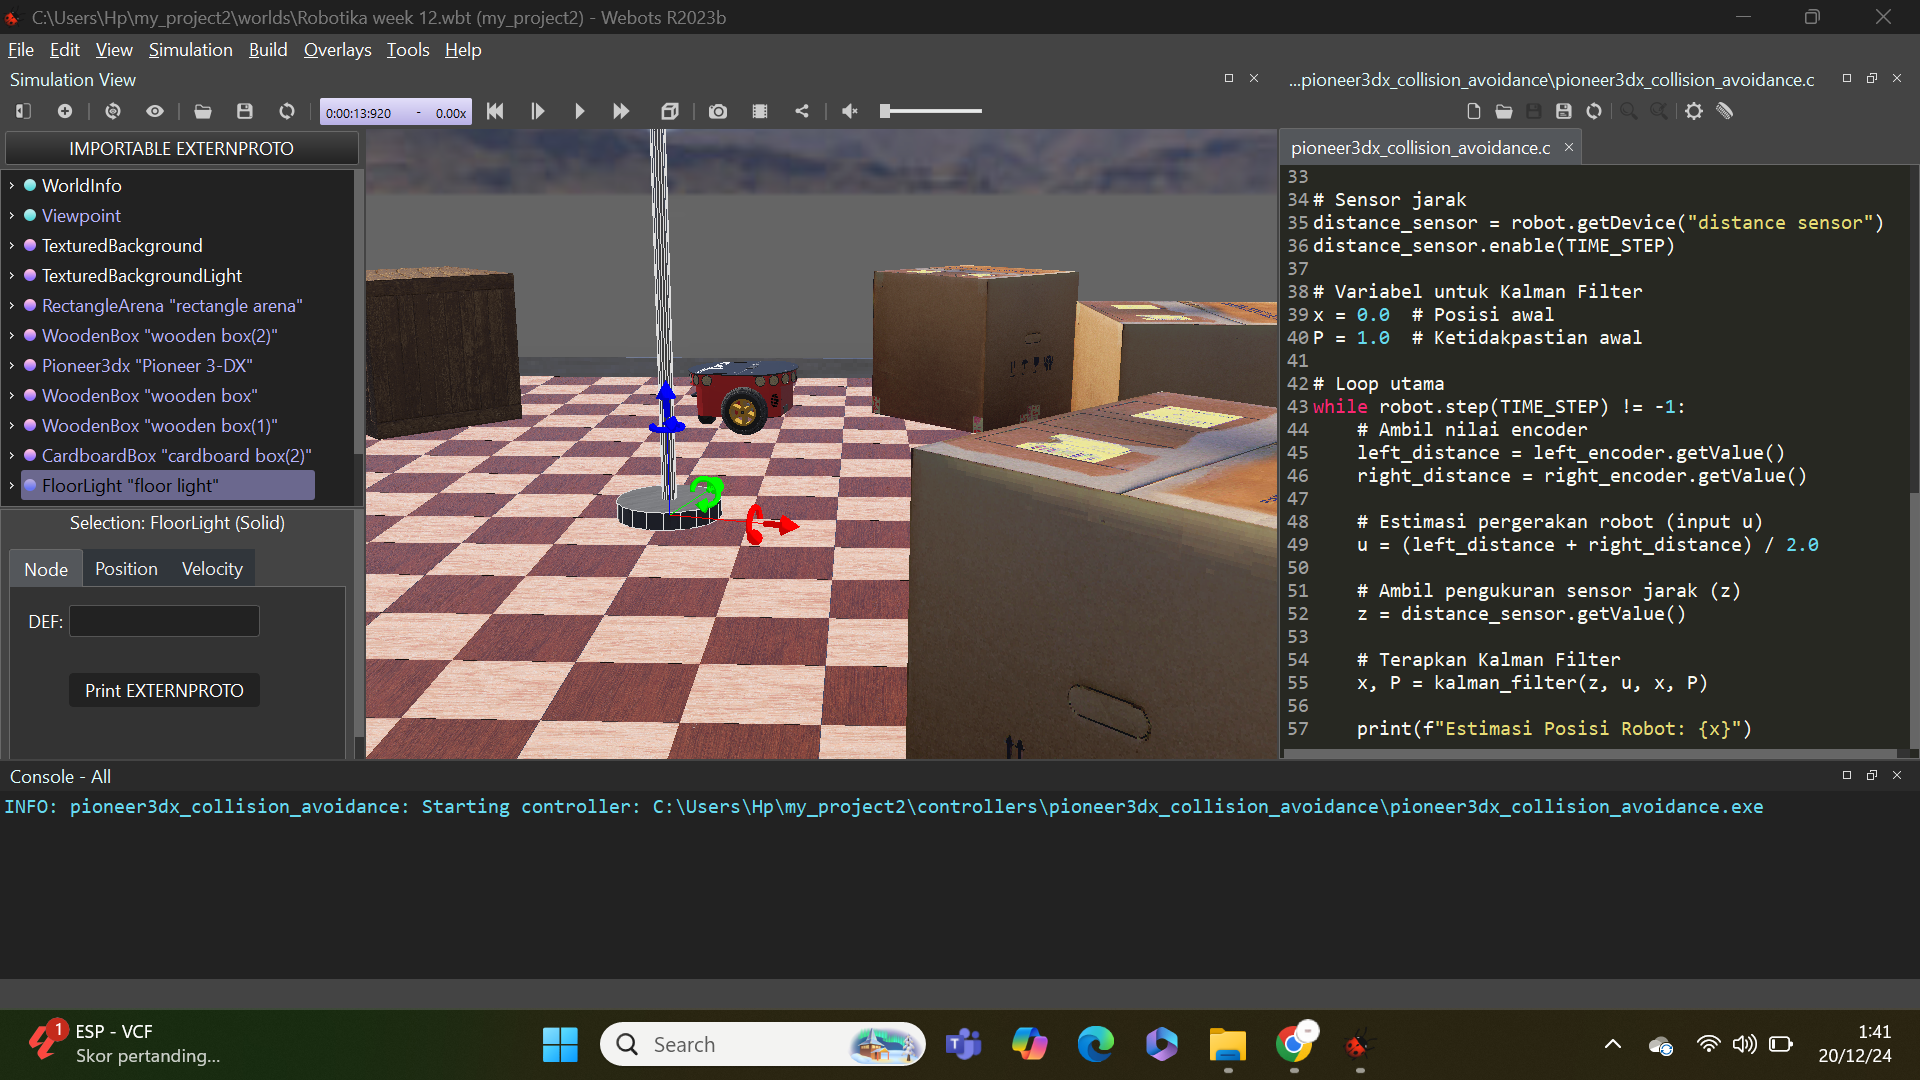 C:\Users\Hp\my_project2\worlds\Robotika week 12.wbt (my_project2) - Webots R2023b
File Edit View Simulation Build Overlays Tools Help
Simulation View
0:00:13:920 - 0.00x
IMPORTABLE EXTERNPROTO
WorldInfo
Viewpoint
TexturedBackground
TexturedBackgroundLight
RectangleArena "rectangle arena"
WoodenBox "wooden box(2)"
Pioneer3dx "Pioneer 3-DX"
WoodenBox "wooden box"
WoodenBox "wooden box(1)"
CardboardBox "cardboard box(2)"
FloorLight "floor light"
Selection: FloorLight (Solid)
Node Position Velocity
DEF:
Print EXTERNPROTO
...pioneer3dx_collision_avoidance\pioneer3dx_collision_avoidance.c
pioneer3dx_collision_avoidance.c
33
34 # Sensor jarak
35 distance_sensor = robot.getDevice("distance sensor")
36 distance_sensor.enable(TIME_STEP)
37
38 # Variabel untuk Kalman Filter
39 x = 0.0  # Posisi awal
40 P = 1.0  # Ketidakpastian awal
41
42 # Loop utama
43 while robot.step(TIME_STEP) != -1:
44     # Ambil nilai encoder
45     left_distance = left_encoder.getValue()
46     right_distance = right_encoder.getValue()
47
48     # Estimasi pergerakan robot (input u)
49     u = (left_distance + right_distance) / 2.0
50
51     # Ambil pengukuran sensor jarak (z)
52     z = distance_sensor.getValue()
53
54     # Terapkan Kalman Filter
55     x, P = kalman_filter(z, u, x, P)
56
57     print(f"Estimasi Posisi Robot: {x}")
Console - All
INFO: pioneer3dx_collision_avoidance: Starting controller: C:\Users\Hp\my_project2\controllers\pioneer3dx_collision_avoidance\pioneer3dx_collision_avoidance.exe
1
ESP - VCF
Skor pertanding...
Search
1:41
20/12/24